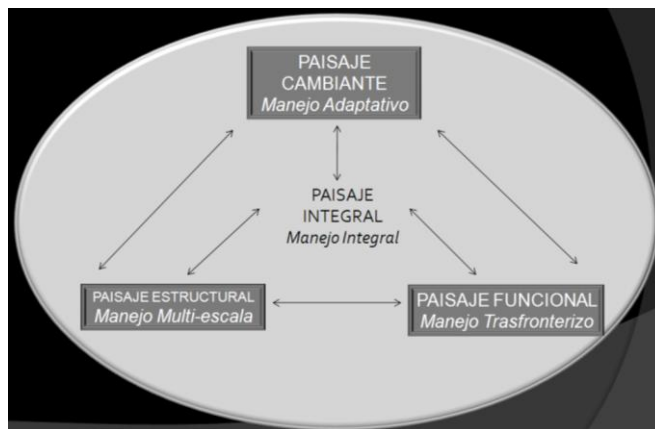 PAISAJE
CAMBIANTE
Manejo Adaptativo
PAISAJE
INTEGRAL
Manejo Integral
PAISAJE ESTRUCTURAL
Manejo Multi-escala
PAISAJE FUNCIONAL
Manejo Trasfronterizo